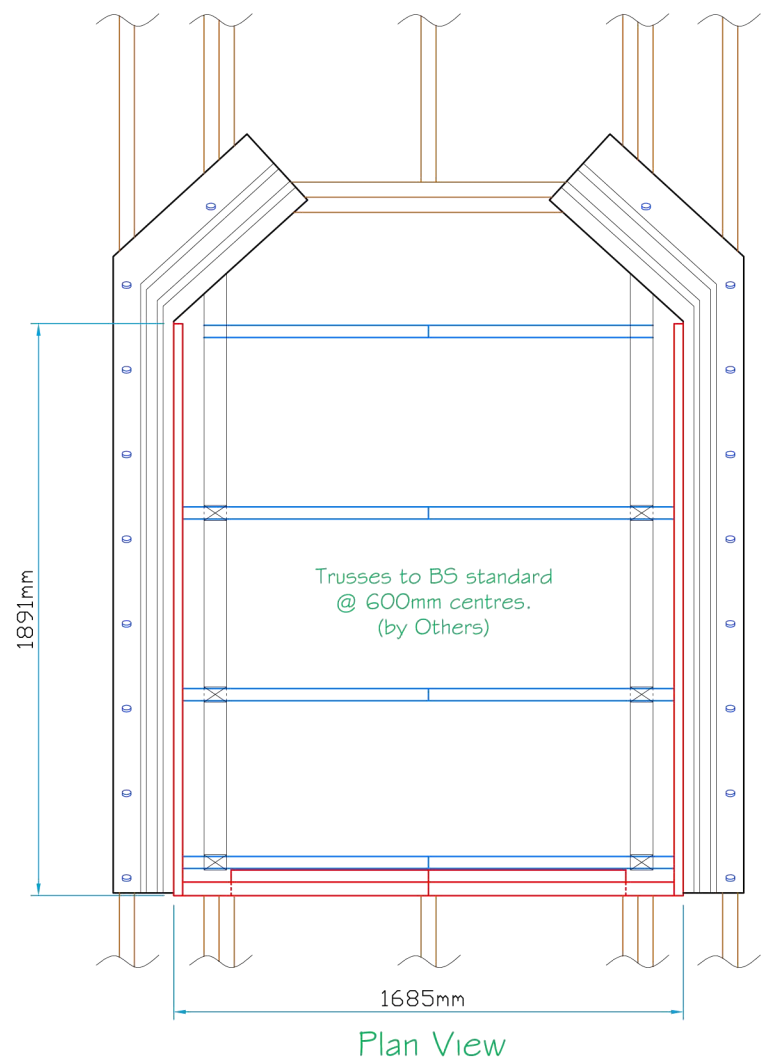 Trusses to BS standard
@ 600mm centres.
(by Others)
1891mm
1685mm
Plan View